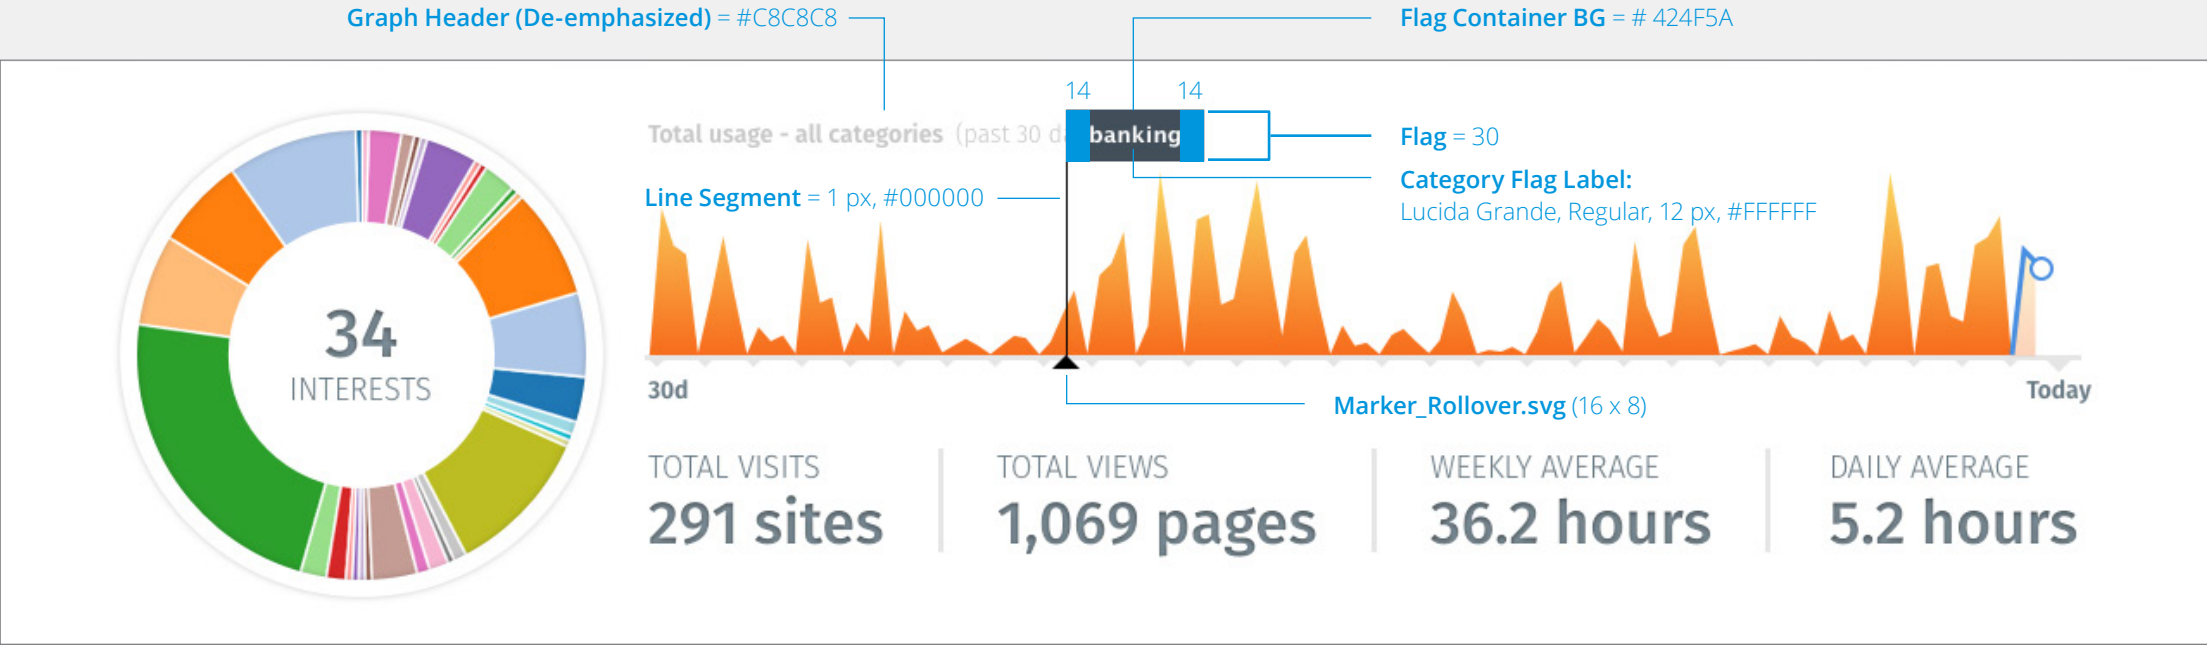 Graph Header (De-emphasized) = #C8C8C8
Flag Container BG = # 424F5A
14 14
Total usage - all categories (past 30 d
banking
Flag = 30
Category Flag Label:
Lucida Grande, Regular, 12 px, #FFFFFF
Line Segment = 1 px, #000000
34
INTERESTS
30d
Today
Marker_Rollover.svg (16 x 8)
TOTAL VISITS
291 sites
TOTAL VIEWS
1,069 pages
WEEKLY AVERAGE
36.2 hours
DAILY AVERAGE
5.2 hours